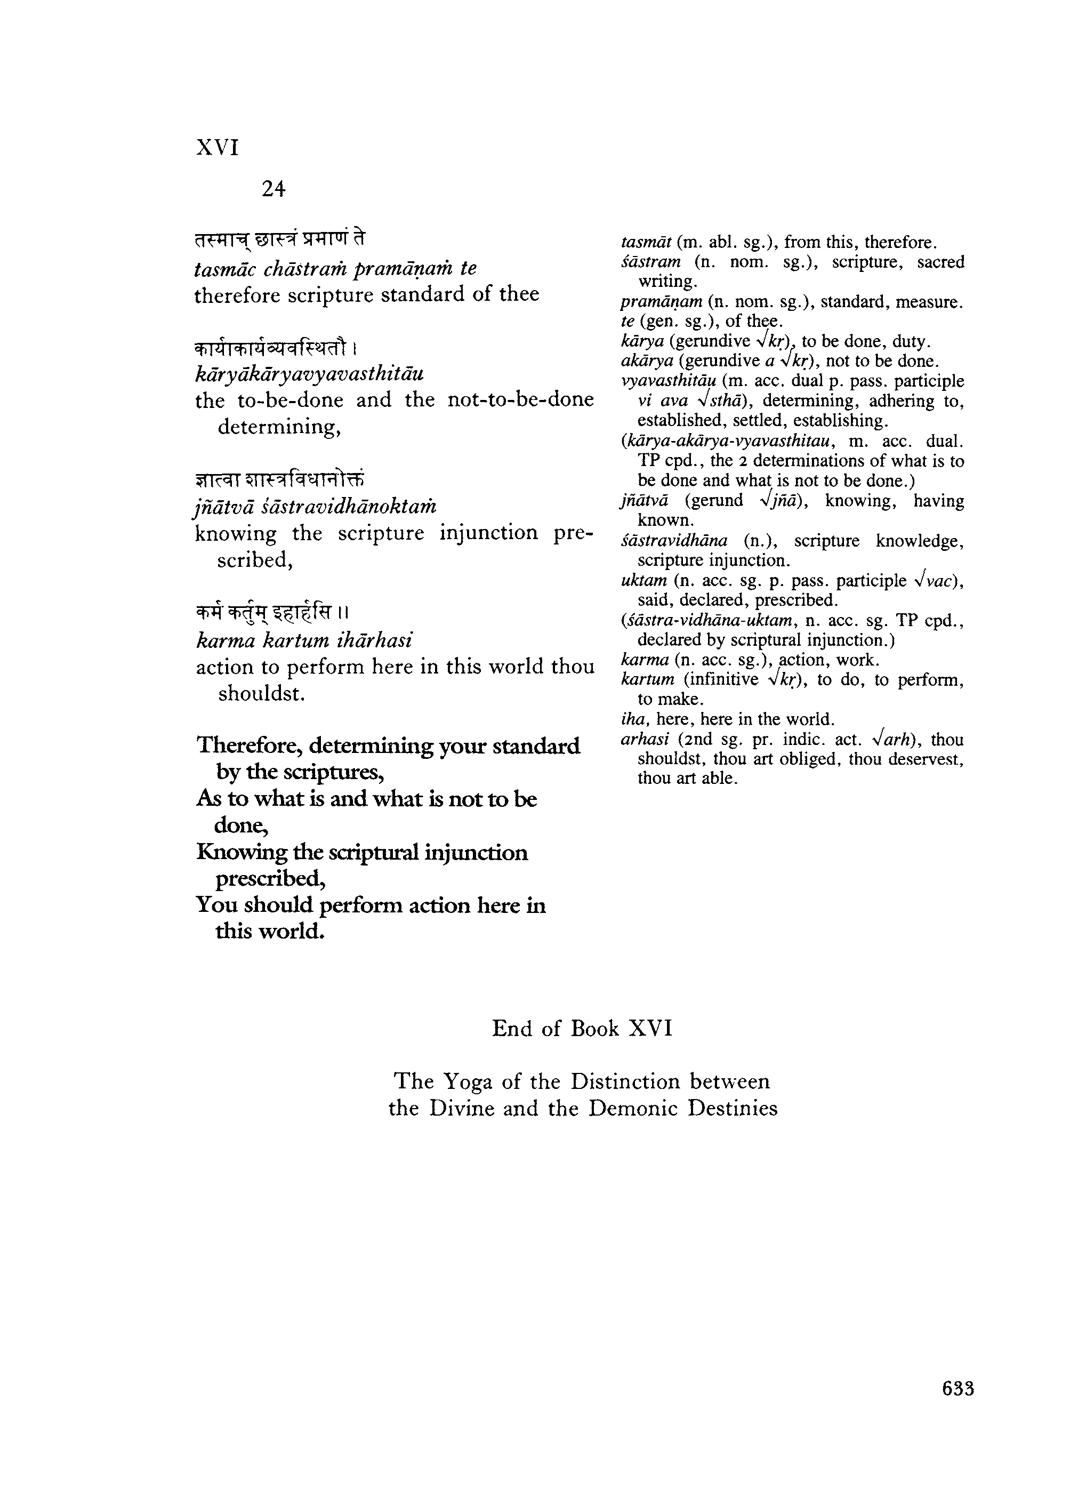 XVI
24
तस्माच् छास्त्रं प्रमाणं ते
tasmāc chāstraṁ pramāṇaṁ te
therefore scripture standard of thee
कार्याकार्यव्यवस्थितौ ।
kāryākāryavyavasthitāu
the to-be-done and the not-to-be-done
determining,
ज्ञात्वा शास्त्रविधानोक्तं
jñātvā śāstravidhānoktaṁ
knowing the scripture injunction pre-
scribed,
कर्म कर्तुम् इहार्हसि ।।
karma kartum ihārhasi
action to perform here in this world thou
shouldst.
Therefore, determining your standard
by the scriptures,
As to what is and what is not to be
done,
Knowing the scriptural injunction
prescribed,
You should perform action here in
this world.
tasmāt (m. abl. sg.), from this, therefore.
śāstram (n. nom. sg.), scripture, sacred
writing.
pramāṇam (n. nom. sg.), standard, measure.
te (gen. sg.), of thee.
kārya (gerundive √kṛ), to be done, duty.
akārya (gerundive a √kṛ), not to be done.
vyavasthitāu (m. acc. dual p. pass. participle
vi ava √sthā), determining, adhering to,
established, settled, establishing.
(kārya-akārya-vyavasthitau, m. acc. dual.
TP cpd., the 2 determinations of what is to
be done and what is not to be done.)
jñātvā (gerund √jñā), knowing, having
known.
śāstravidhāna (n.), scripture knowledge,
scripture injunction.
uktam (n. acc. sg. p. pass. participle √vac),
said, declared, prescribed.
(śāstra-vidhāna-uktam, n. acc. sg. TP cpd.,
declared by scriptural injunction.)
karma (n. acc. sg.), action, work.
kartum (infinitive √kṛ), to do, to perform,
to make.
iha, here, here in the world.
arhasi (2nd sg. pr. indic. act. √arh), thou
shouldst, thou art obliged, thou deservest,
thou art able.
End of Book XVI
The Yoga of the Distinction between
the Divine and the Demonic Destinies
633